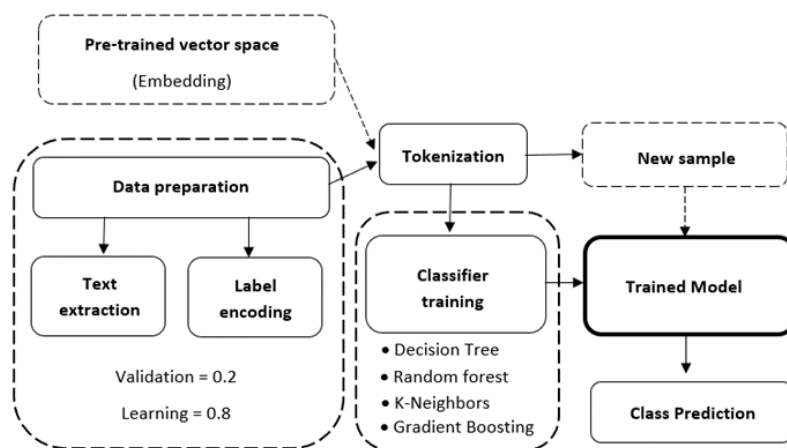 Pre-trained vector space
(Embedding)
Tokenization
New sample
Data preparation
Text
extraction
Label
encoding
Classifier
training
Trained Model
Validation = 0.2
Learning = 0.8
• Decision Tree
• Random forest
• K-Neighbors
• Gradient Boosting
Class Prediction